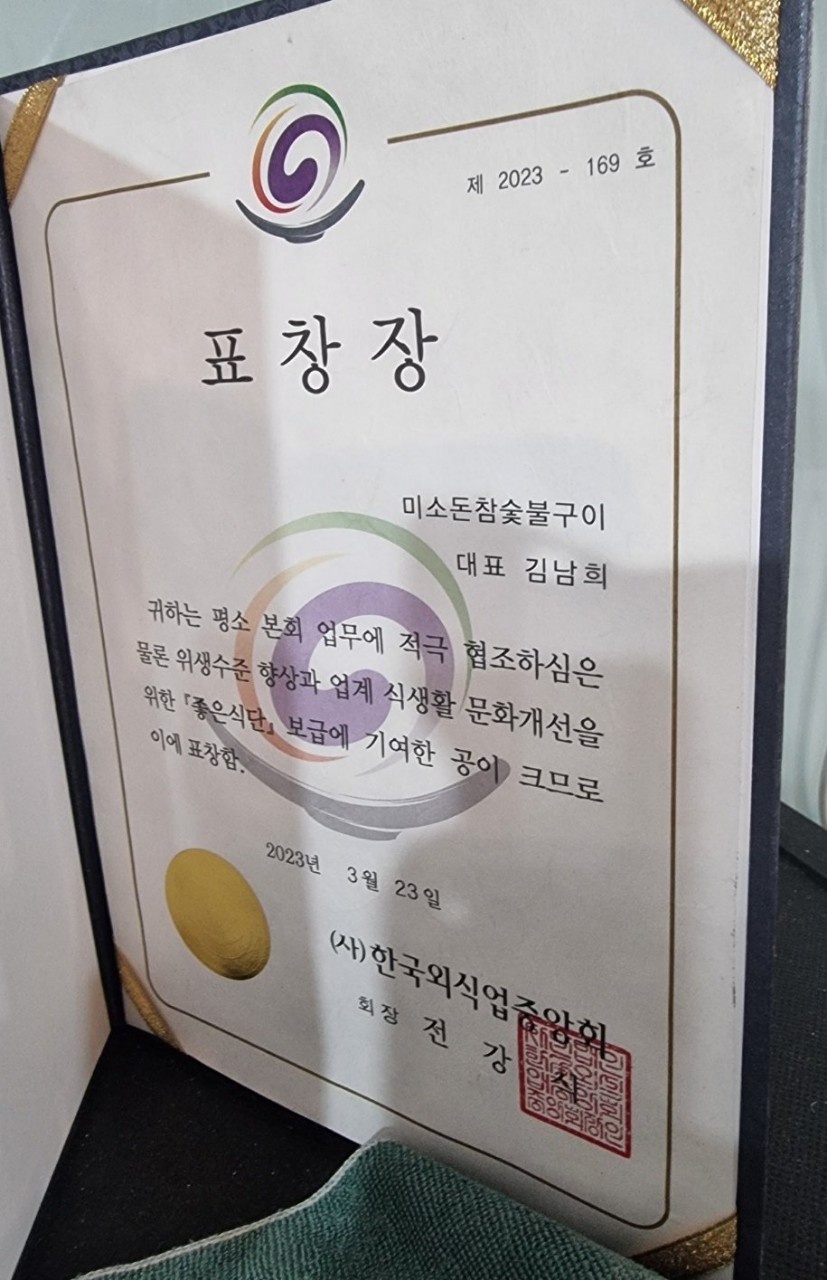 제 2023 - 169 호
표창장
미소돈참숯불구이
대표 김남희
귀하는 평소 본회 업무에 적극 협조하심은
물론 위생수준 향상과 업계 식생활 문화개선을
위한 『좋은식단』 보급에 기여한 공이 크므로
이에 표창함.
2023년 3월 23일
(사)한국외식업중앙회
회장 전 강 식